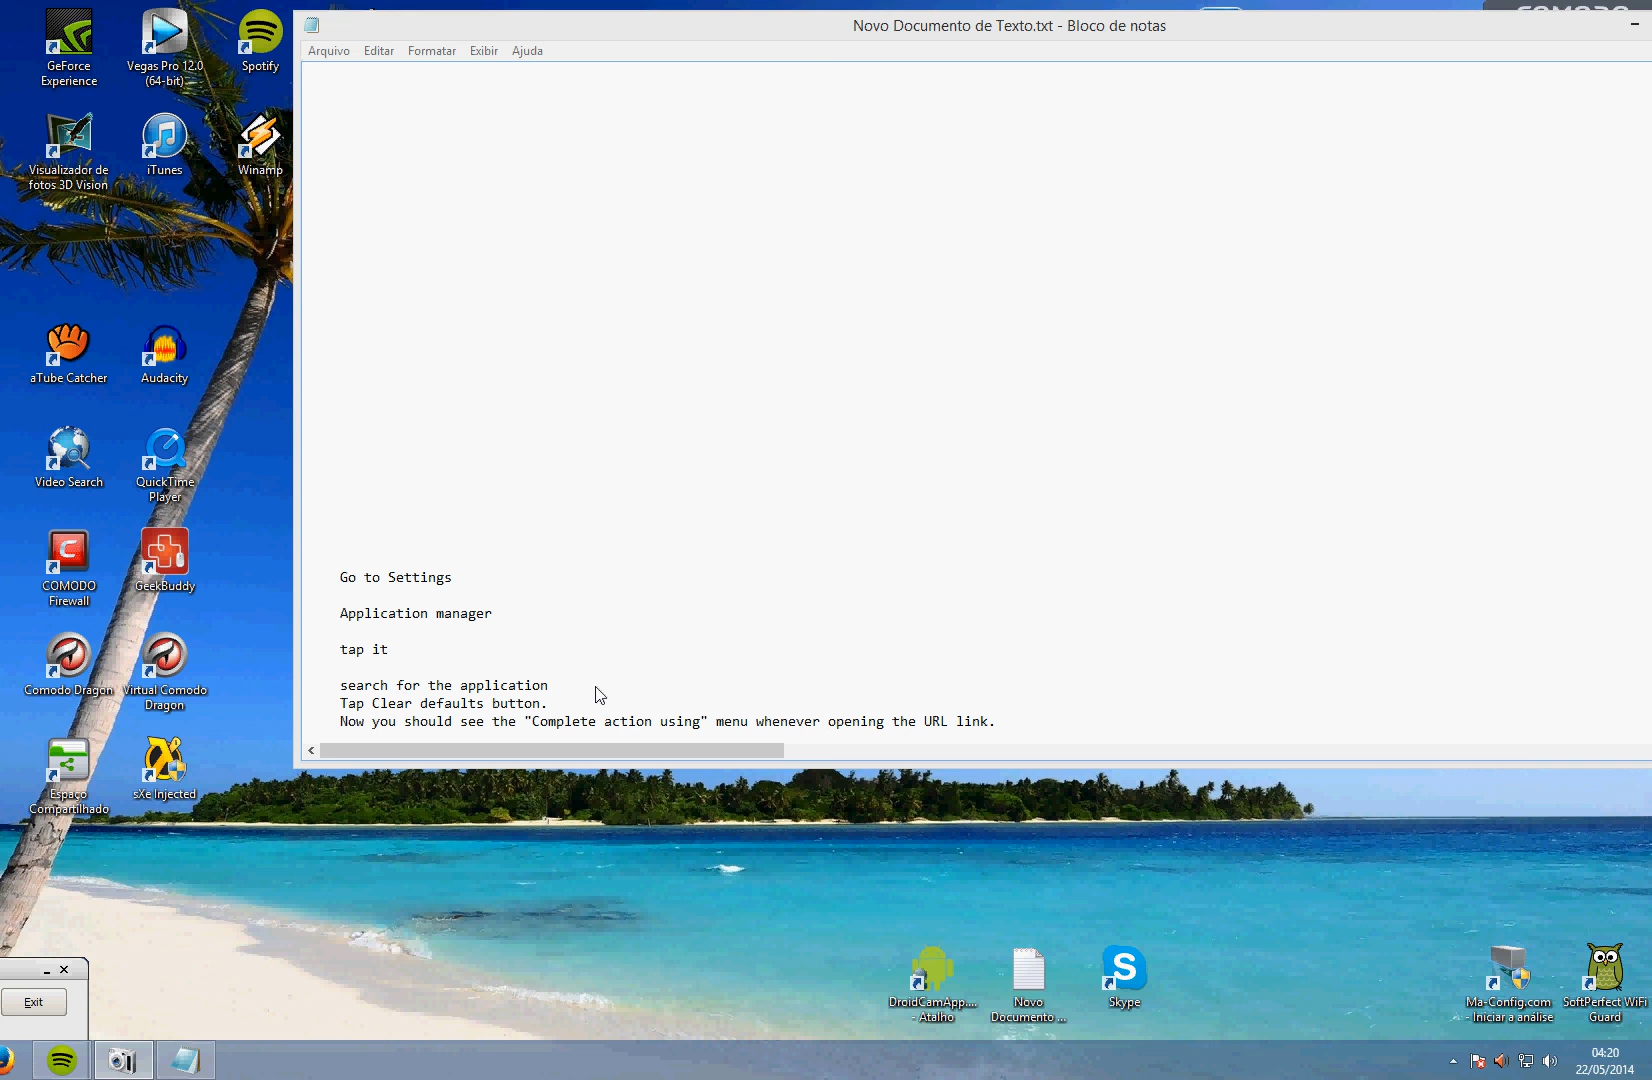 GeForce
Experience
Vegas Pro 12.0
(64-bit)
Spotify
Visualizador de
fotos 3D Vision
iTunes
Winamp
aTube Catcher
Audacity
Video Search
QuickTime
Player
COMODO
Firewall
GeekBuddy
Comodo Dragon
Virtual Comodo
Dragon
Espaço
Compartilhado
sXe Injected
Novo Documento de Texto.txt - Bloco de notas
Arquivo Editar Formatar Exibir Ajuda
Go to Settings
Application manager
tap it
search for the application
Tap Clear defaults button.
Now you should see the "Complete action using" menu whenever opening the URL link.
DroidCamApp....
- Atalho
Novo
Documento ...
Skype
Ma-Config.com
- Iniciar a análise
SoftPerfect WiFi
Guard
Exit
04:20
22/05/2014